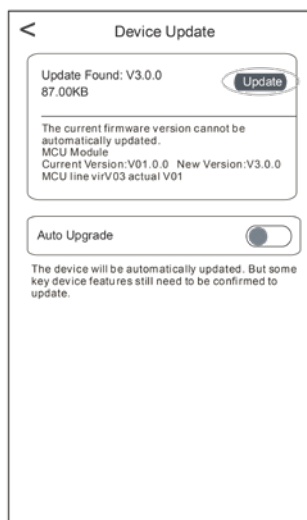 < Device Update
Update Found: V3.0.0
Update
87.00KB
The current firmware version cannot be
automatically updated.
MCU Module
Current Version:V01.0.0 New Version:V3.0.0
MCU line virV03 actual V01
Auto Upgrade
The device will be automatically updated. But some
key device features still need to be confirmed to
update.